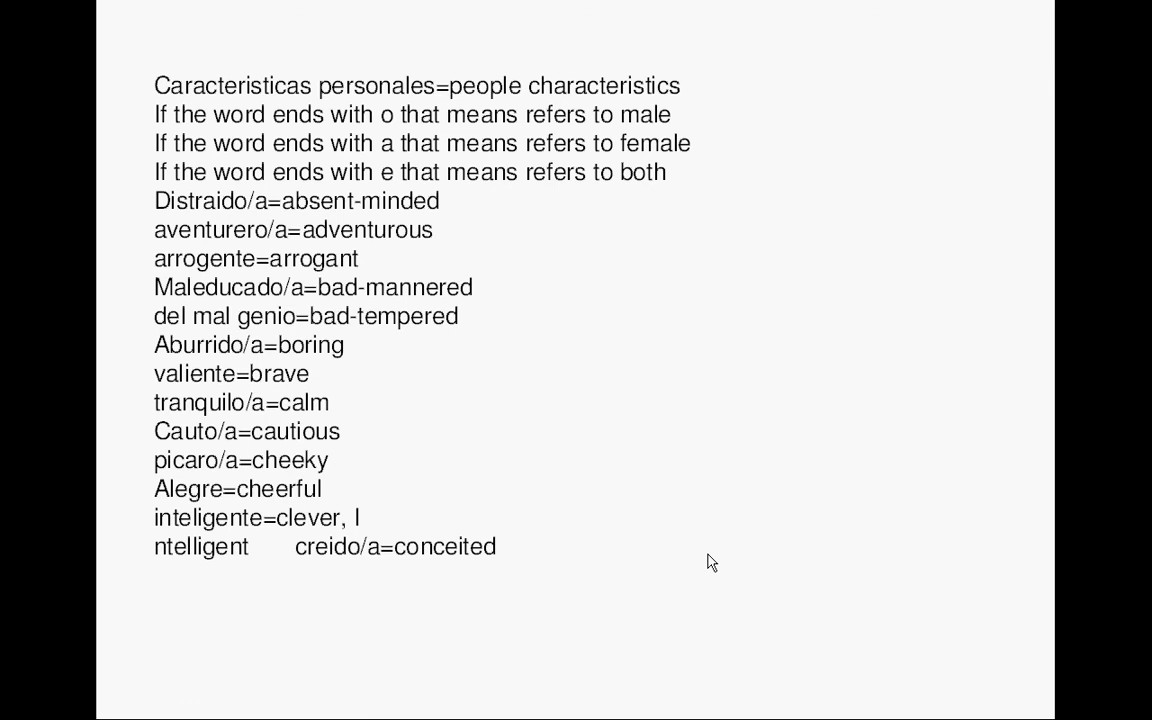 Caracteristicas personales=people characteristics
If the word ends with o that means refers to male
If the word ends with a that means refers to female
If the word ends with e that means refers to both
Distraido/a=absent-minded
aventurero/a=adventurous
arrogente=arrogant
Maleducado/a=bad-mannered
del mal genio=bad-tempered
Aburrido/a=boring
valiente=brave
tranquilo/a=calm
Cauto/a=cautious
picaro/a=cheeky
Alegre=cheerful
inteligente=clever, I
ntelligent creido/a=conceited